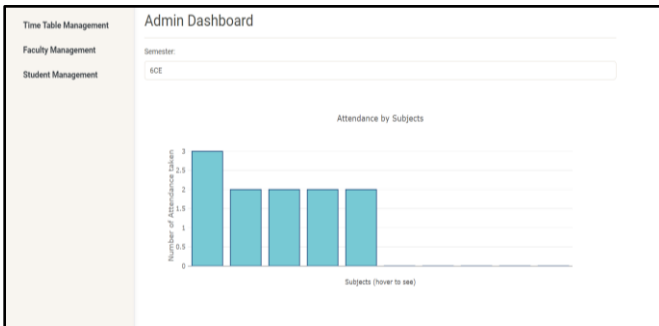 Time Table Management
Faculty Management
Student Management
Admin Dashboard
Semester:
6CE
Attendance by Subjects
Number of Attendance taken
3
2.5
2
1.5
1
0.5
0
Subjects (hover to see)